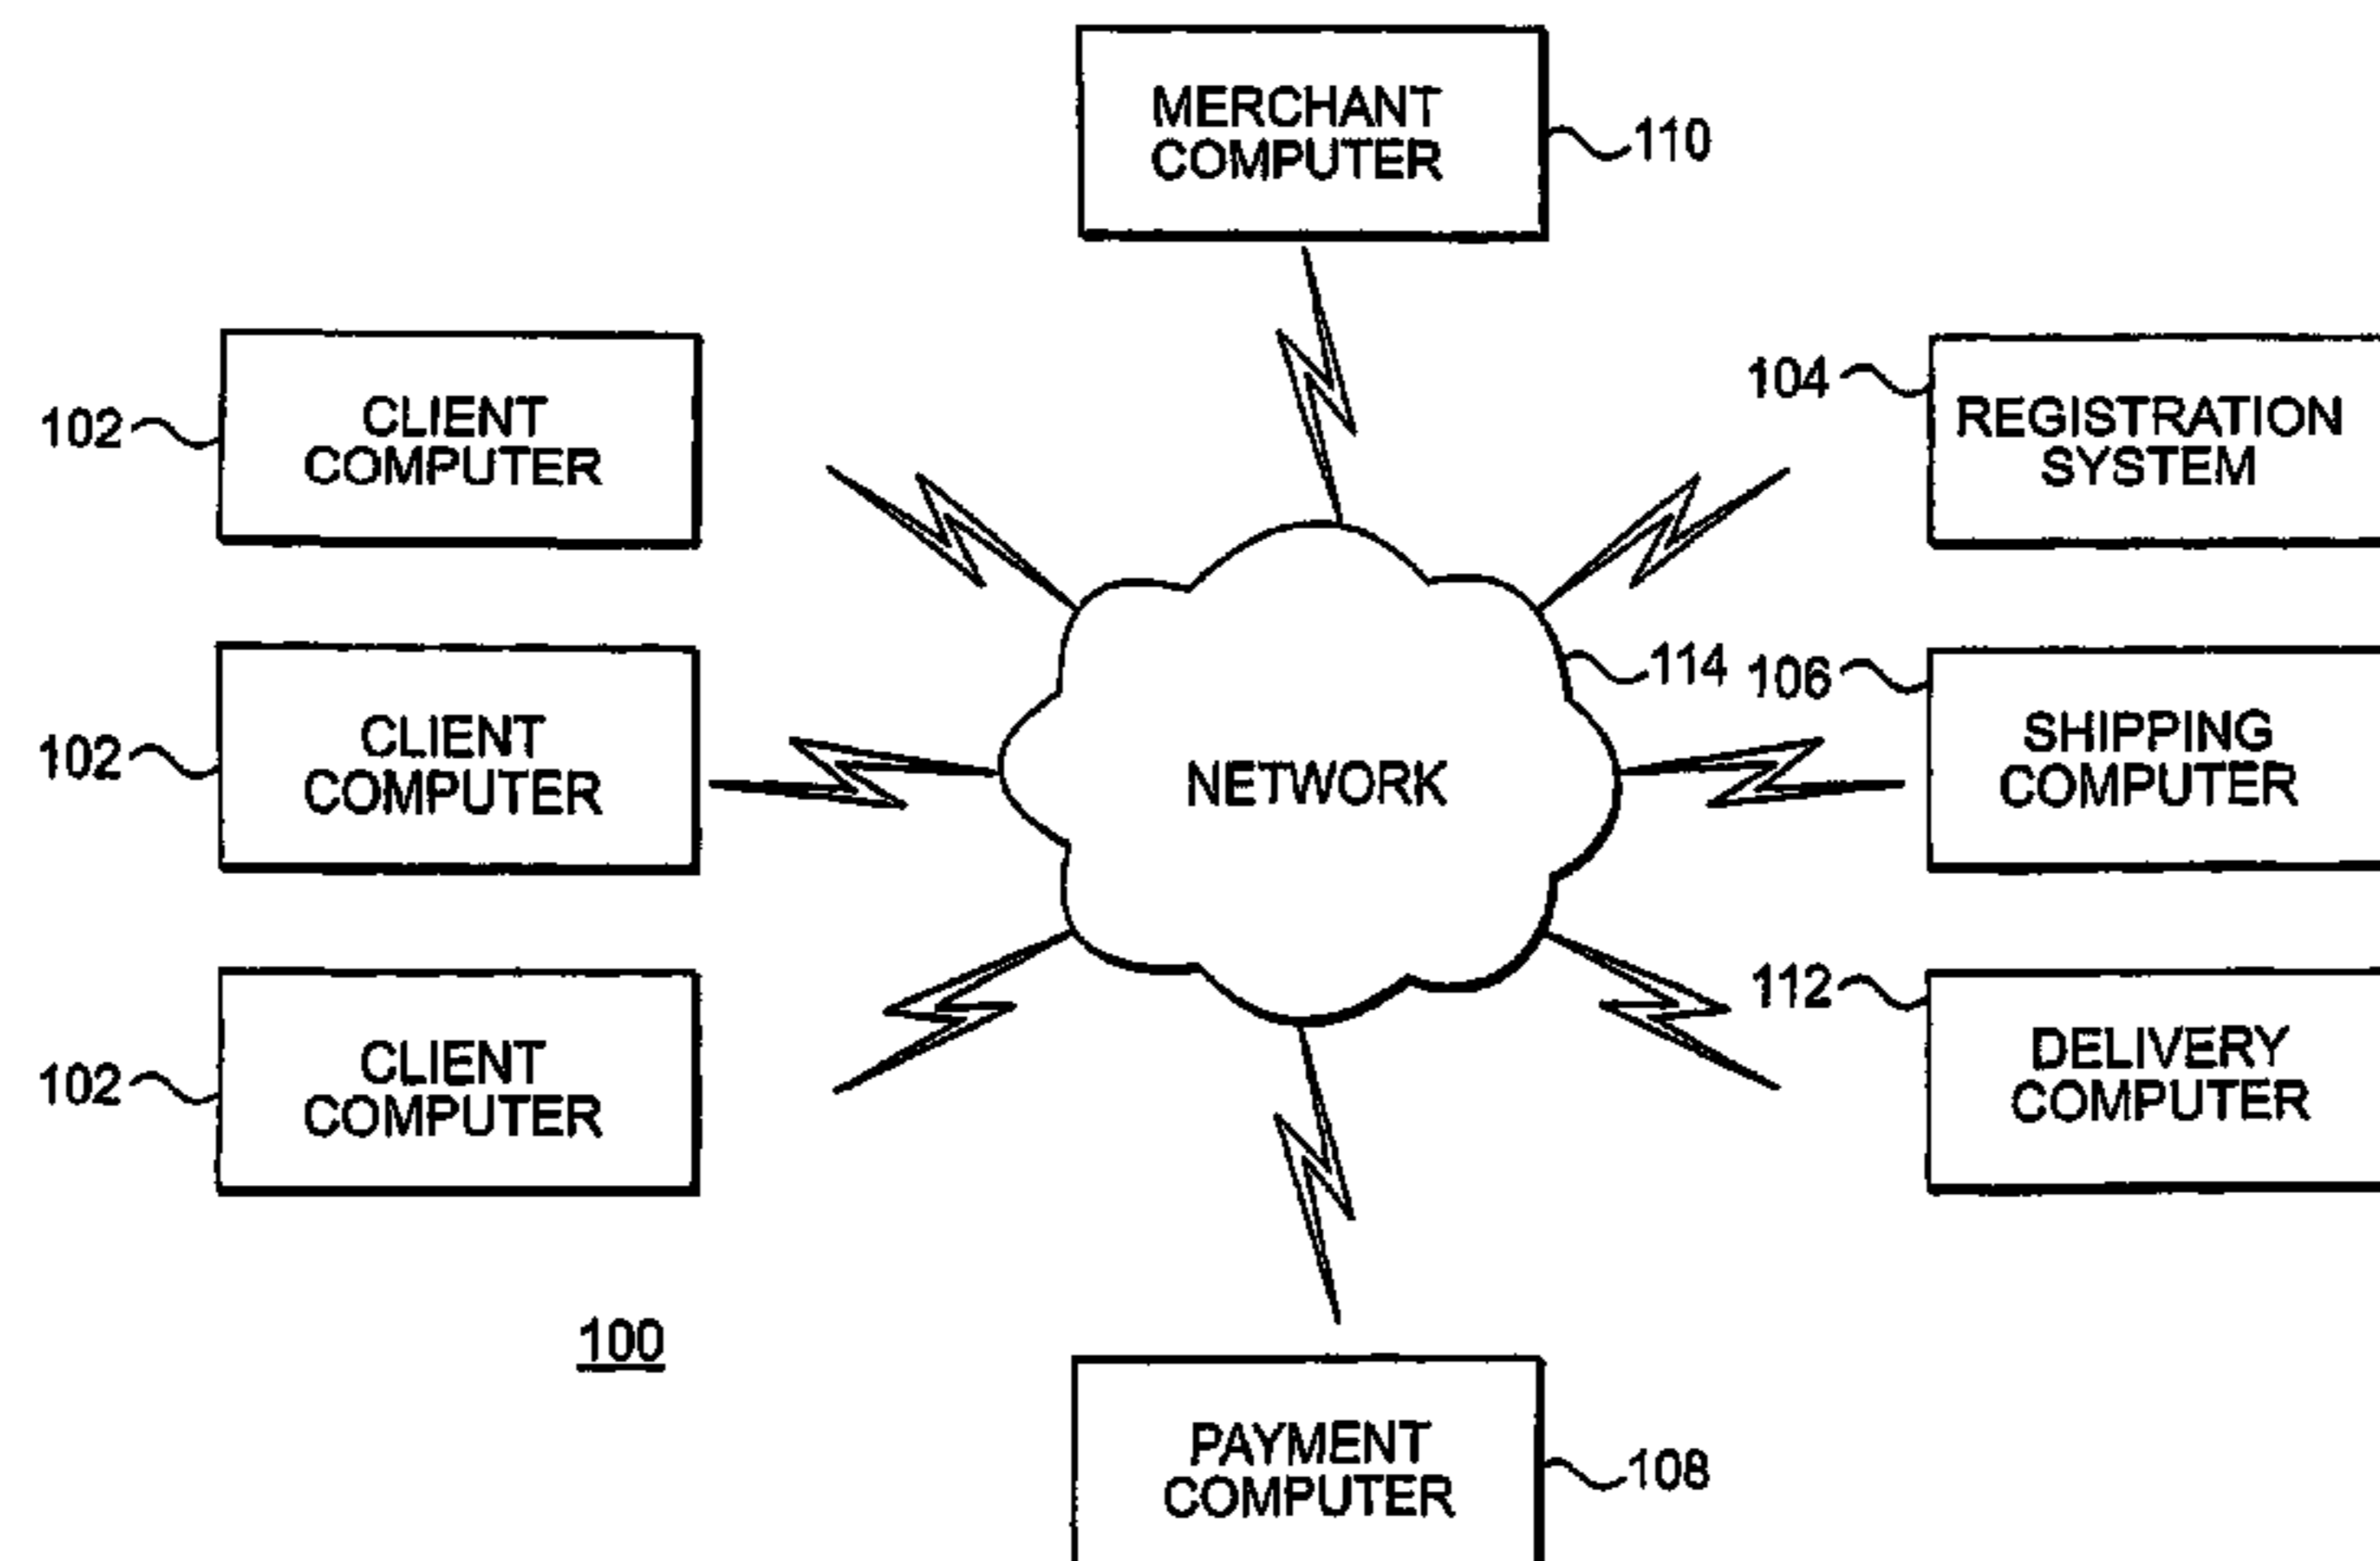 MERCHANT
COMPUTER
110
102
CLIENT
COMPUTER
104
REGISTRATION
SYSTEM
114
106
102
CLIENT
COMPUTER
NETWORK
SHIPPING
COMPUTER
102
CLIENT
COMPUTER
112
DELIVERY
COMPUTER
100
PAYMENT
COMPUTER
108